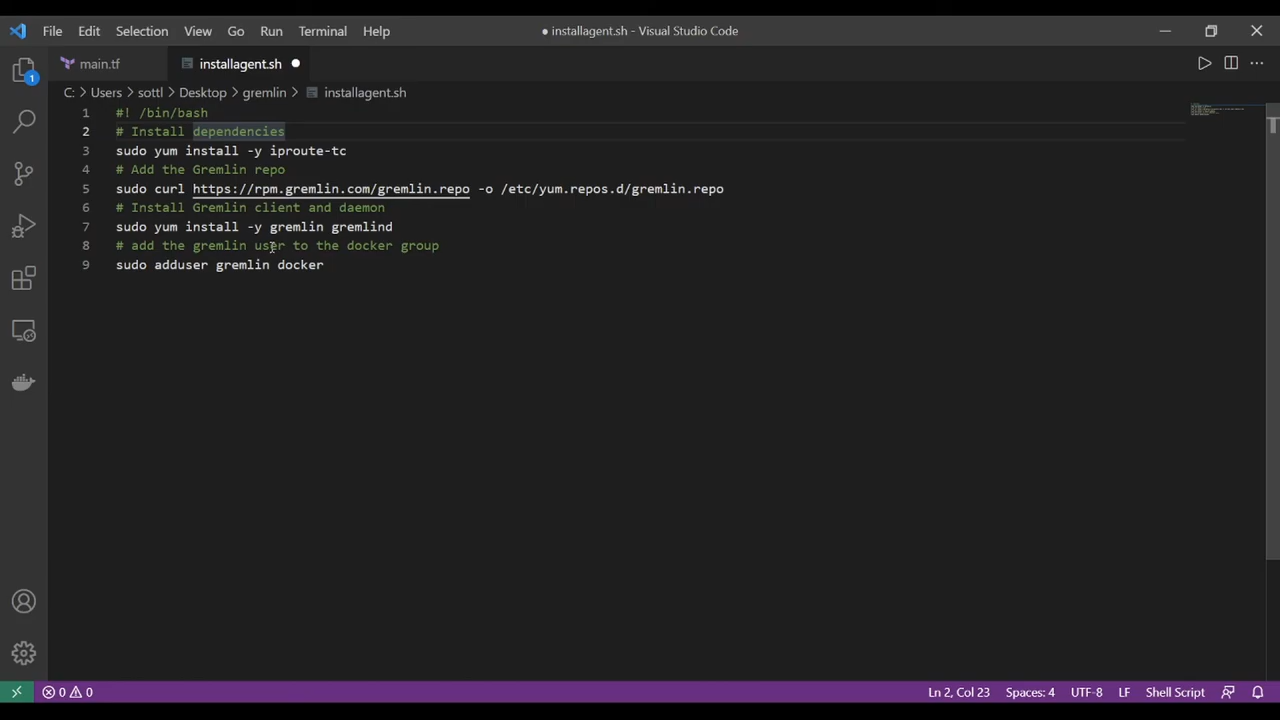 File Edit Selection View Go Run Terminal Help ● installagent.sh - Visual Studio Code
main.tf installagent.sh ●
C: > Users > sottl > Desktop > gremlin > installagent.sh
1 #! /bin/bash
2 # Install dependencies
3 sudo yum install -y iproute-tc
4 # Add the Gremlin repo
5 sudo curl https://rpm.gremlin.com/gremlin.repo -o /etc/yum.repos.d/gremlin.repo
6 # Install Gremlin client and daemon
7 sudo yum install -y gremlin gremlind
8 # add the gremlin user to the docker group
9 sudo adduser gremlin docker
1
0 0 Ln 2, Col 23 Spaces: 4 UTF-8 LF Shell Script